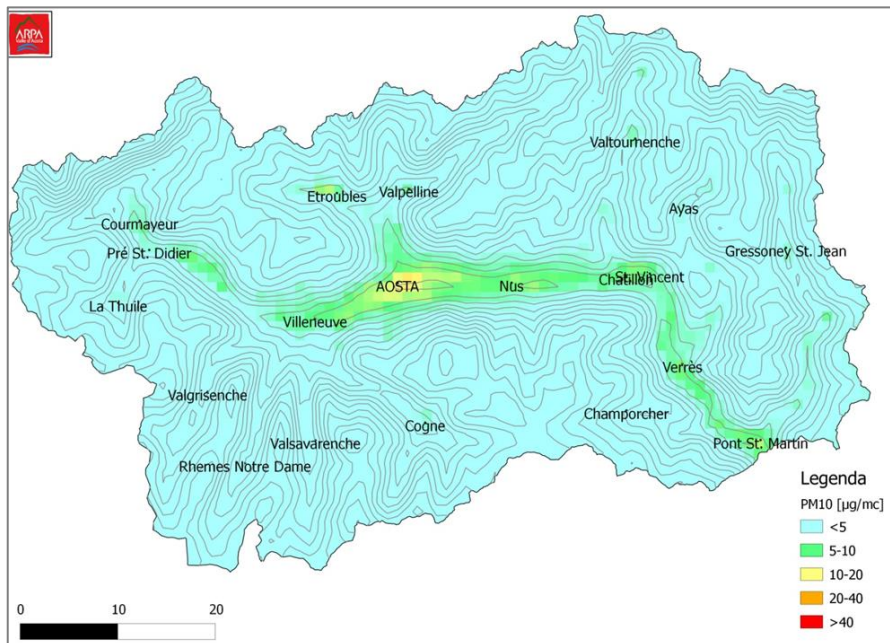 ARPA
Valle d'Aosta
Valtournenche
Etroubles
Valpelline
Ayas
Courmayeur
Pré St. Didier
Gressoney St. Jean
St. Vincent
Chatillon
AOSTA
Nus
La Thuile
Villeneuve
Verrès
Valgrisenche
Champorcher
Cogne
Valsavarenche
Pont St. Martin
Rhemes Notre Dame
Legenda
PM10 [µg/mc]
<5
5-10
10-20
20-40
>40
0 10 20